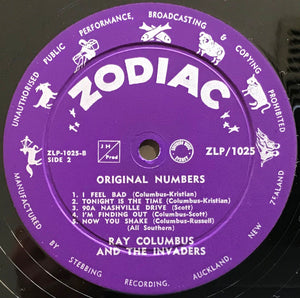 UNAUTHORISED PUBLIC PERFORMANCE, BROADCASTING & COPYING PROHIBITED
ZODIAC
ZLP-1025-B
SIDE 2
J H
Prod
ZLP/1025
ORIGINAL NUMBERS
1. I FEEL BAD (Columbus-Kristian)
2. TONIGHT IS THE TIME (Columbus-Kristian)
3. 90A NASHVILLE DRIVE (Scott)
4. I'M FINDING OUT (Columbus-Scott)
5. NOW YOU SHAKE (Columbus-Russell)
(All Southern)
RAY COLUMBUS
AND THE INVADERS
MANUFACTURED BY STEBBING RECORDING, AUCKLAND, NEW ZEALAND